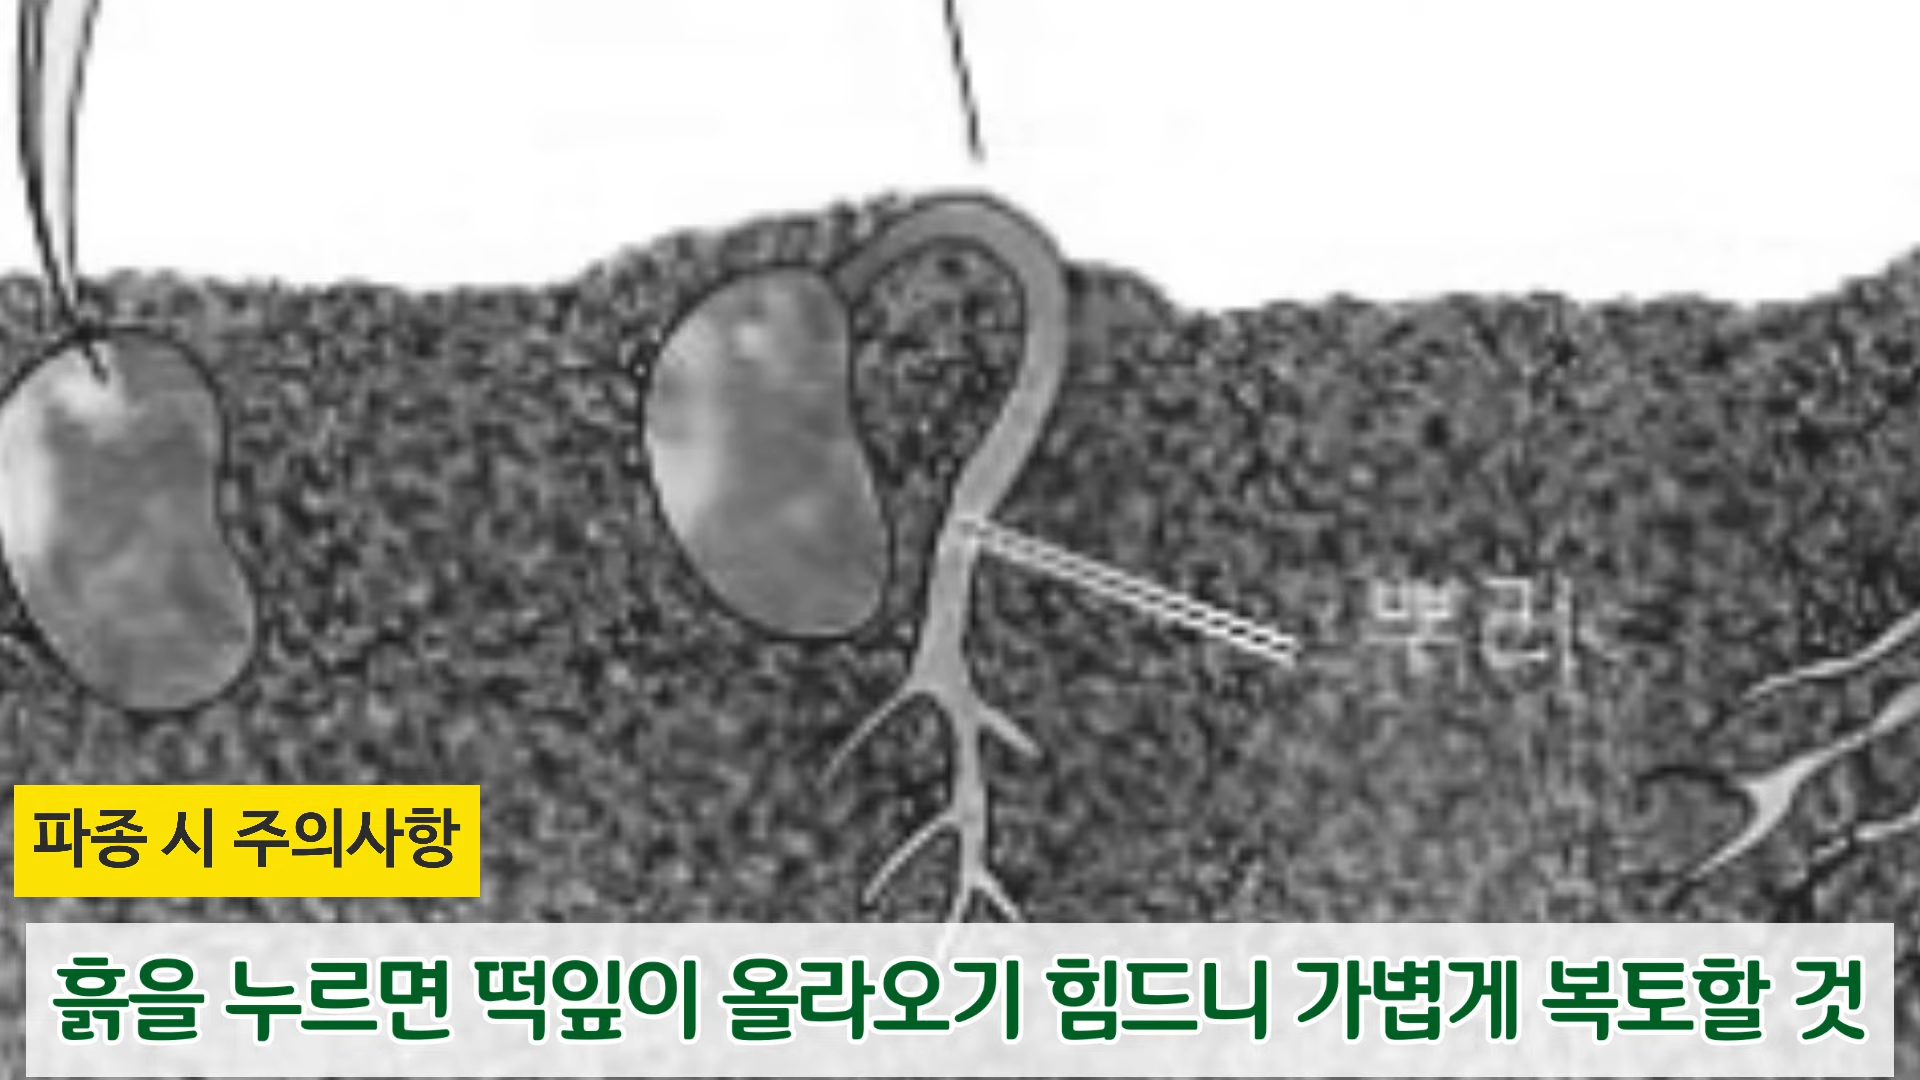 뿌리
파종 시 주의사항
흙을 누르면 떡잎이 올라오기 힘드니 가볍게 복토할 것